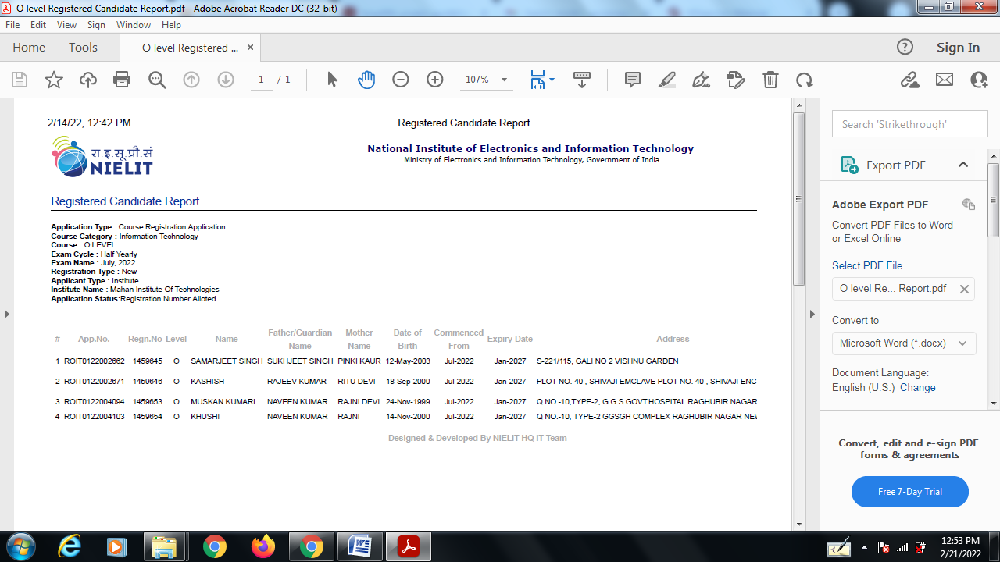 O level Registered Candidate Report.pdf - Adobe Acrobat Reader DC (32-bit)
File Edit View Sign Window Help
Home Tools O level Registered ... × ? Sign In
1 / 1 107%
2/14/22, 12:42 PM Registered Candidate Report
रा.इ.सू.प्रौ.सं
NIELIT
National Institute of Electronics and Information Technology
Ministry of Electronics and Information Technology, Government of India
Registered Candidate Report
Application Type : Course Registration Application
Course Category : Information Technology
Course : O LEVEL
Exam Cycle : Half Yearly
Exam Name : July, 2022
Registration Type : New
Applicant Type : Institute
Institute Name : Mahan Institute Of Technologies
Application Status:Registration Number Alloted
# App.No. Regn.No Level Name Father/Guardian Name Mother Name Date of Birth Commenced From Expiry Date Address
1 ROIT0122002662 1459645 O SAMARJEET SINGH SUKHJEET SINGH PINKI KAUR 12-May-2003 Jul-2022 Jan-2027 S-221/115, GALI NO 2 VISHNU GARDEN
2 ROIT0122002671 1459646 O KASHISH RAJEEV KUMAR RITU DEVI 18-Sep-2000 Jul-2022 Jan-2027 PLOT NO. 40 , SHIVAJI EMCLAVE PLOT NO. 40 , SHIVAJI ENC
3 ROIT0122004094 1459653 O MUSKAN KUMARI NAVEEN KUMAR RAJNI DEVI 24-Nov-1999 Jul-2022 Jan-2027 Q NO.-10,TYPE-2, G.G.S.GOVT.HOSPITAL RAGHUBIR NAGAR
4 ROIT0122004103 1459654 O KHUSHI NAVEEN KUMAR RAJNI 14-Nov-2000 Jul-2022 Jan-2027 Q NO.-10, TYPE-2 GGSGH COMPLEX RAGHUBIR NAGAR NEW
Designed & Developed By NIELIT-HQ IT Team
Search 'Strikethrough'
Export PDF
Adobe Export PDF
Convert PDF Files to Word
or Excel Online
Select PDF File
O level Re... Report.pdf
Convert to
Microsoft Word (*.docx)
Document Language:
English (U.S.) Change
Convert, edit and e-sign PDF
forms & agreements
Free 7-Day Trial
12:53 PM
2/21/2022